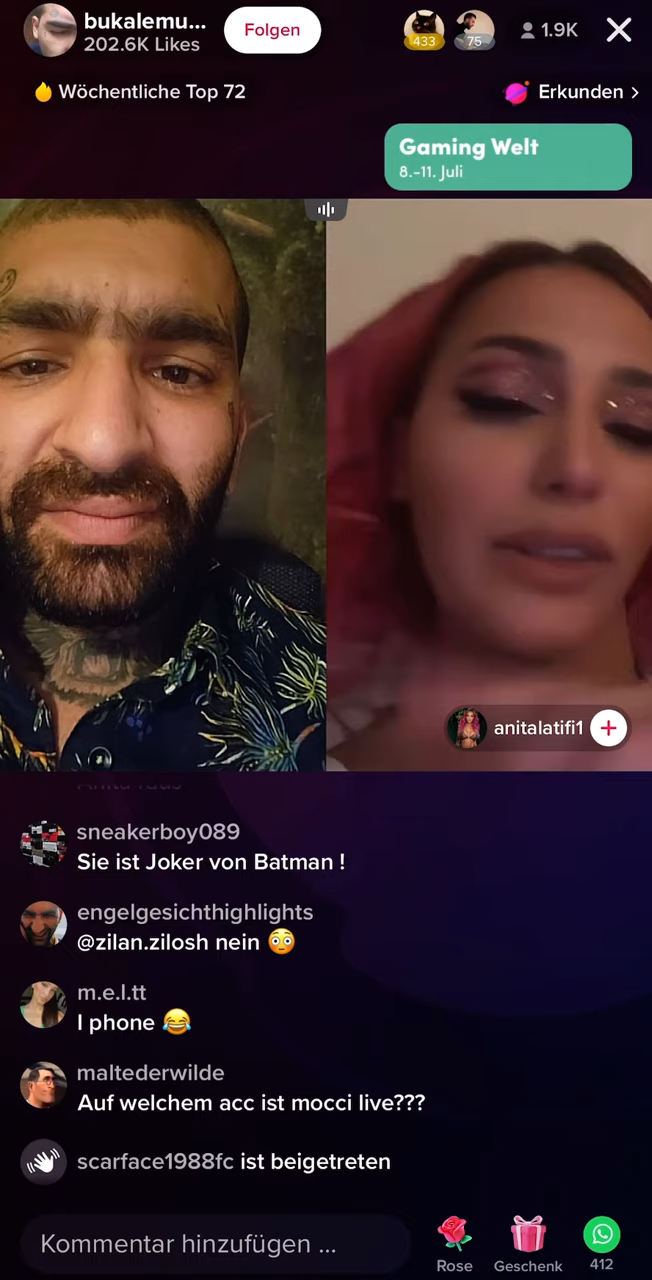 bukalemu...
202.6K Likes
Folgen
433
75
1.9K
Wöchentliche Top 72
Erkunden >
Gaming Welt
8.-11. Juli
anitalatifi1
sneakerboy089
Sie ist Joker von Batman !
engelgesichthighlights
@zilan.zilosh nein 😳
m.e.l.tt
I phone 😂
maltederwilde
Auf welchem acc ist mocci live???
scarface1988fc ist beigetreten
Kommentar hinzufügen ...
Rose
Geschenk
412